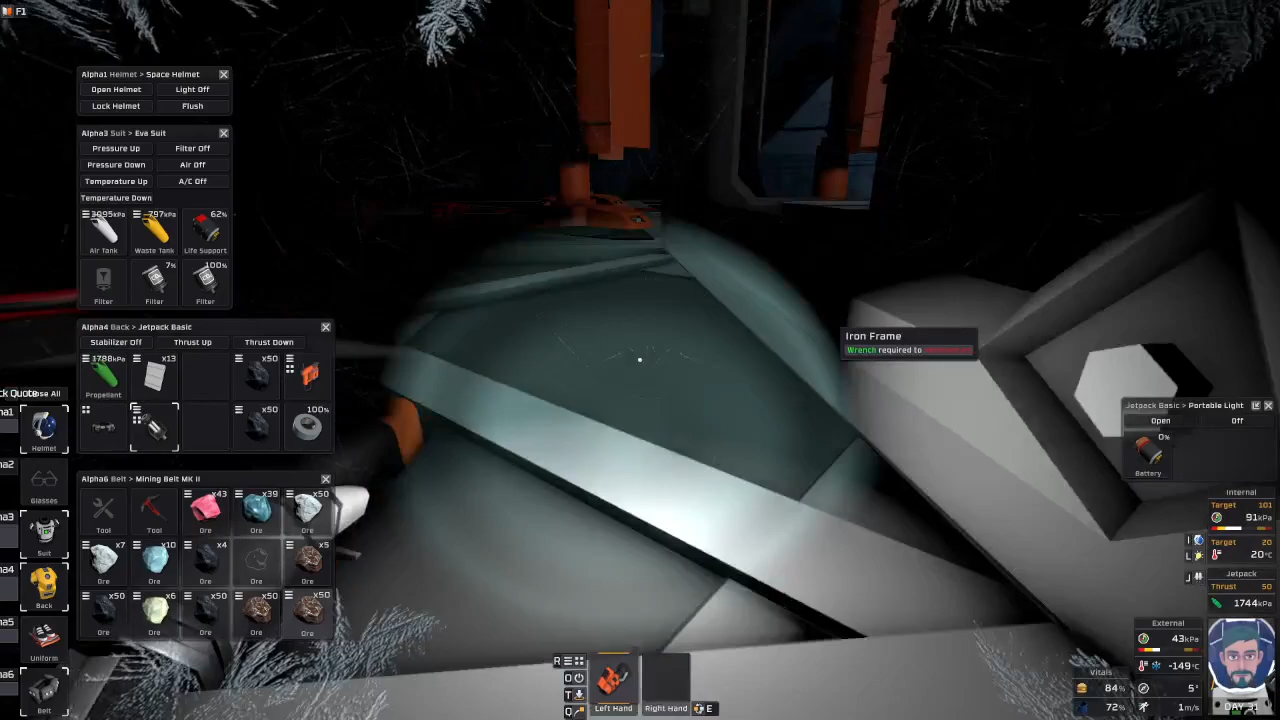 F1
Alpha1 Helmet > Space Helmet
Open Helmet Light Off
Lock Helmet Flush
Alpha3 Suit > Eva Suit
Pressure Up Filter Off
Pressure Down Air Off
Temperature Up A/C Off
Temperature Down
797kPa 62%
Air Tank Waste Tank Life Support
7% 100%
Filter Filter Filter
Alpha4 Back > Jetpack Basic
Stabilizer Off Thrust Up Thrust Down
1788kPa x13 x50
Propellant
x50 100%
Alpha6 Belt > Mining Belt MK II
x43 x39 x50
Tool Tool Ore Ore Ore
x7 x10 x4 x5
Ore Ore Ore Ore Ore
x50 x6 x50 x50 x50
Ore Ore Ore Ore Ore
Close All
Helmet
Glasses
Suit
Back
Uniform
Belt
Iron Frame
Wrench required to
Jetpack Basic > Portable Light
Open Off
0%
Battery
Internal
Target 101
91kPa
Target 20
20°C
Jetpack
Thrust 50
1744kPa
External
43kPa
-149°C
5°
1m/s
Vitals
84%
72%
DAY 31
R
O
T
Q
Left Hand Right Hand E
I
L
J